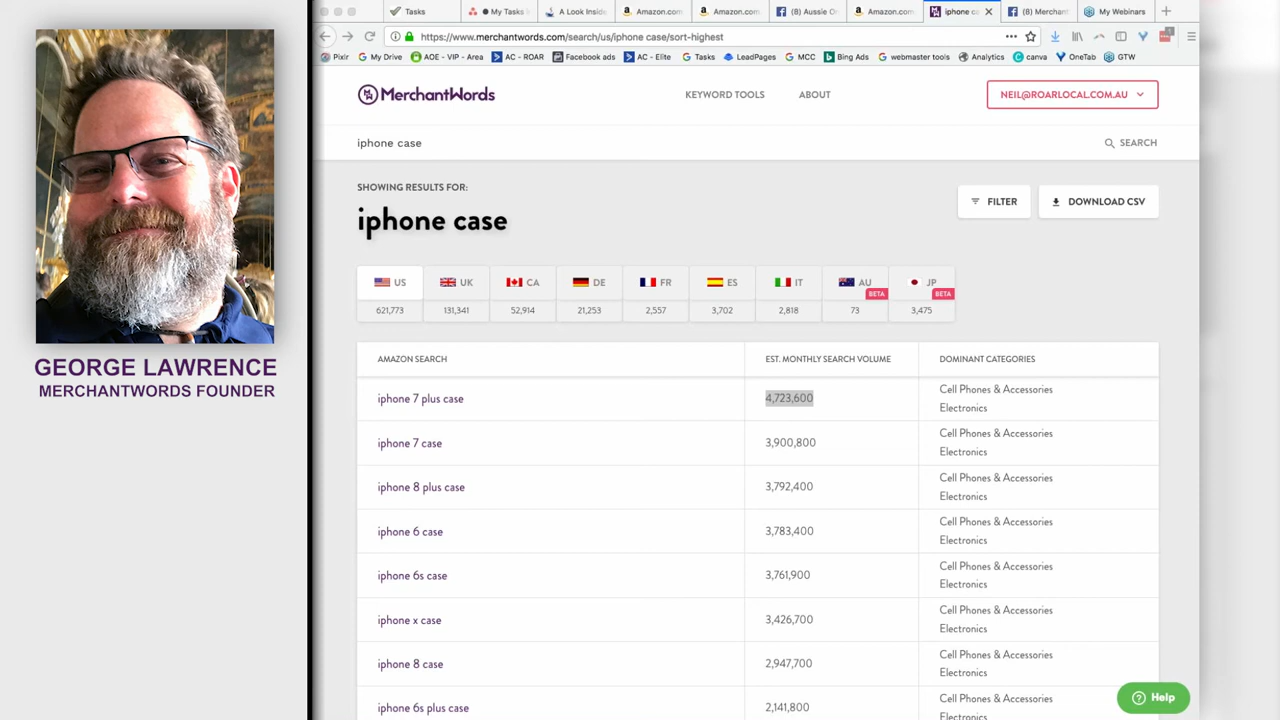 Tasks
My Tasks i
A Look Inside
Amazon.com
Amazon.com
(8) Aussie O
Amazon.com
iphone c
(8) Merchant
My Webinars
https://www.merchantwords.com/search/us/iphone case/sort-highest
Pixir
My Drive
AOE - VIP - Area
AC - ROAR
Facebook ads
AC - Elite
Tasks
LeadPages
MCC
Bing Ads
webmaster tools
Analytics
canva
OneTab
GTW
MerchantWords
KEYWORD TOOLS
ABOUT
NEIL@ROARLOCAL.COM.AU
iphone case
SEARCH
SHOWING RESULTS FOR:
iphone case
FILTER
DOWNLOAD CSV
US UK CA DE FR ES IT AU JP
BETA BETA
621,773 131,341 52,914 21,253 2,557 3,702 2,818 73 3,475
AMAZON SEARCH EST. MONTHLY SEARCH VOLUME DOMINANT CATEGORIES
iphone 7 plus case 4,723,600 Cell Phones & Accessories
Electronics
iphone 7 case 3,900,800 Cell Phones & Accessories
Electronics
iphone 8 plus case 3,792,400 Cell Phones & Accessories
Electronics
iphone 6 case 3,783,400 Cell Phones & Accessories
Electronics
iphone 6s case 3,761,900 Cell Phones & Accessories
Electronics
iphone x case 3,426,700 Cell Phones & Accessories
Electronics
iphone 8 case 2,947,700 Cell Phones & Accessories
Electronics
iphone 6s plus case 2,141,800 Cell Phones & Accessories
Electronics
Help
GEORGE LAWRENCE
MERCHANTWORDS FOUNDER